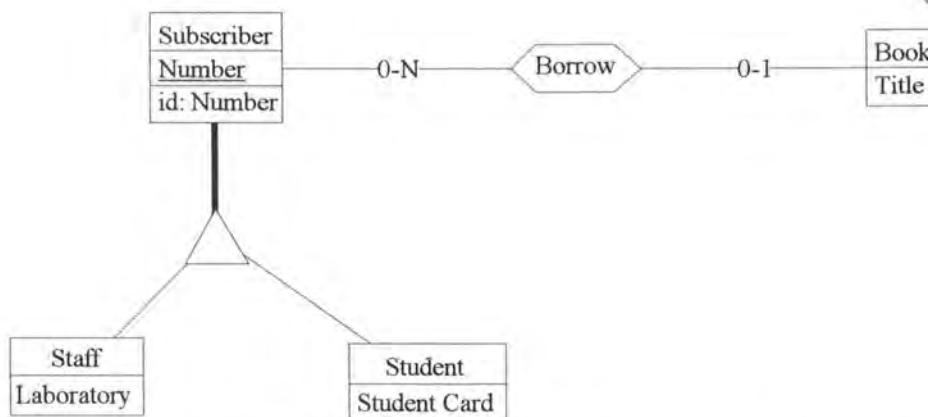 Subscriber
Number
id: Number
0-N
Borrow
0-1
Book
Title
Staff
Laboratory
Student
Student Card